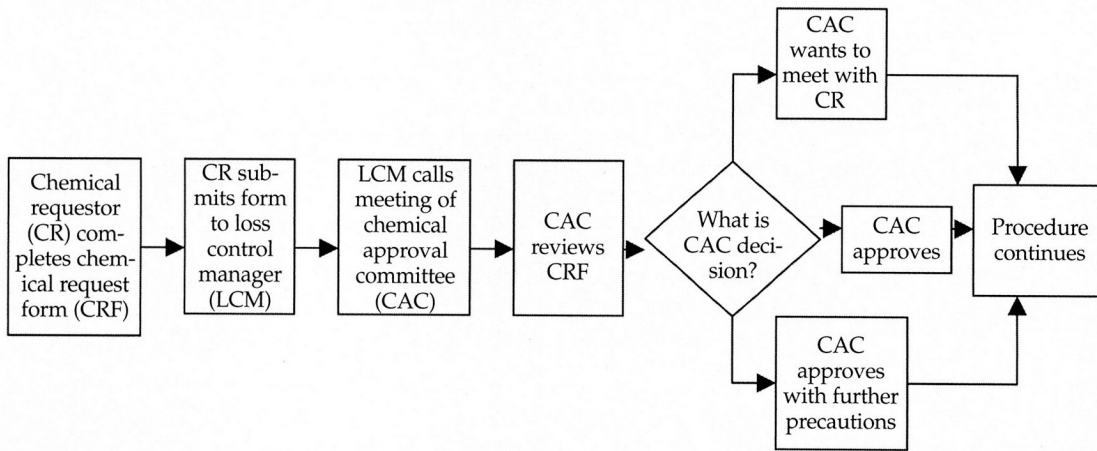 Chemical
requestor
(CR) com-
pletes chem-
ical request
form (CRF)
CR sub-
mits form
to loss
control
manager
(LCM)
LCM calls
meeting of
chemical
approval
committee
(CAC)
CAC
reviews
CRF
What is
CAC deci-
sion?
CAC
wants to
meet with
CR
CAC
approves
CAC
approves
with further
precautions
Procedure
continues